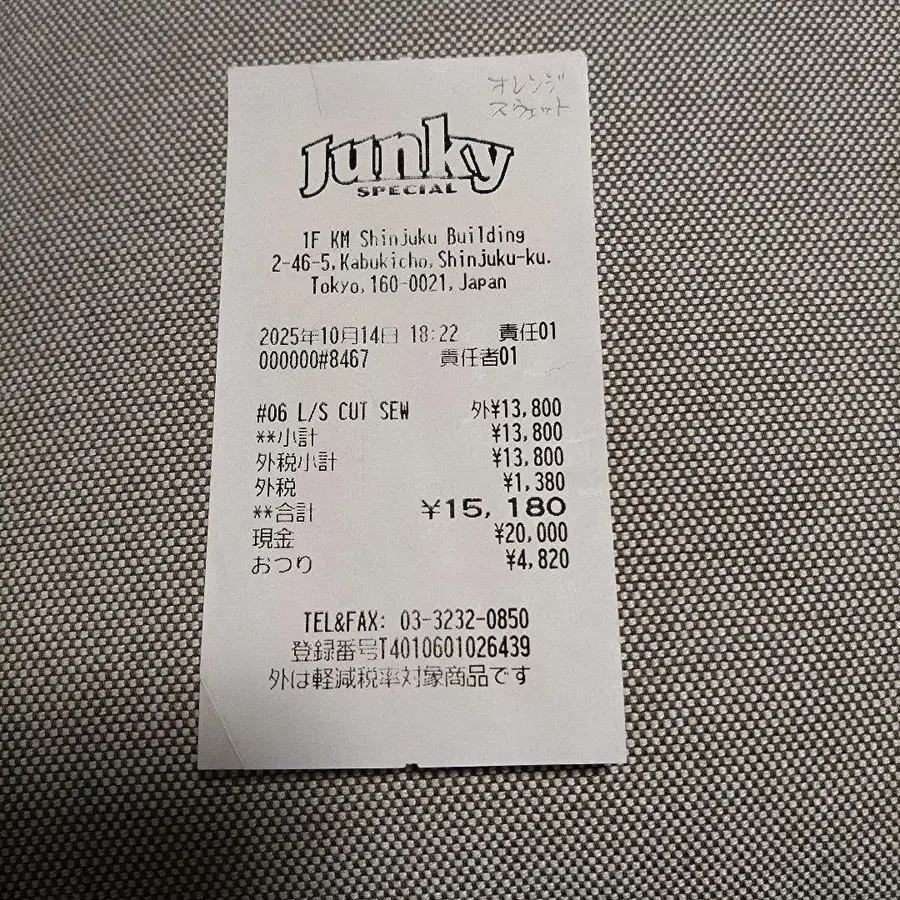 オレンジ
スウェット
Junky
SPECIAL
1F KM Shinjuku Building
2-46-5,Kabukicho,Shinjuku-ku.
Tokyo,160-0021,Japan
2025年10月14日 18:22 責任01
000000#8467 責任者01
#06 L/S CUT SEW 外¥13,800
**小計 ¥13,800
外税小計 ¥13,800
外税 ¥1,380
**合計 ¥15,180
現金 ¥20,000
おつり ¥4,820
TEL&FAX: 03-3232-0850
登録番号T4010601026439
外は軽減税率対象商品です